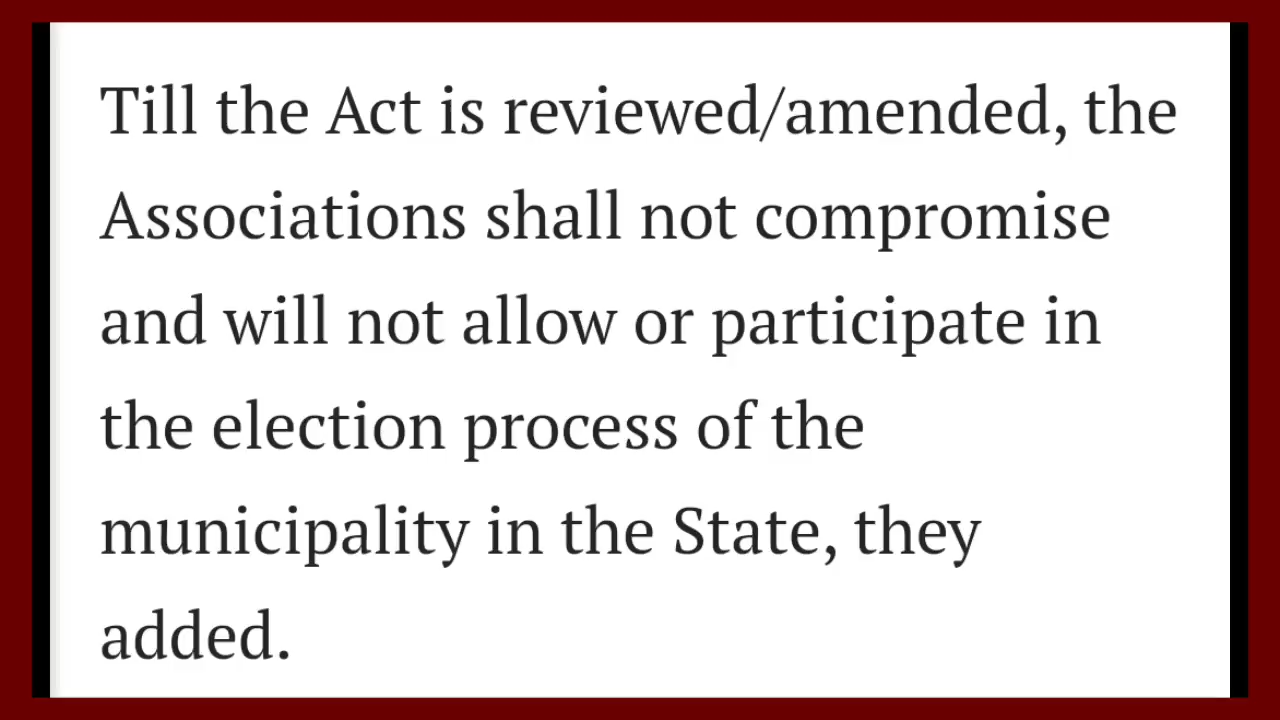 Till the Act is reviewed/amended, the
Associations shall not compromise
and will not allow or participate in
the election process of the
municipality in the State, they
added.